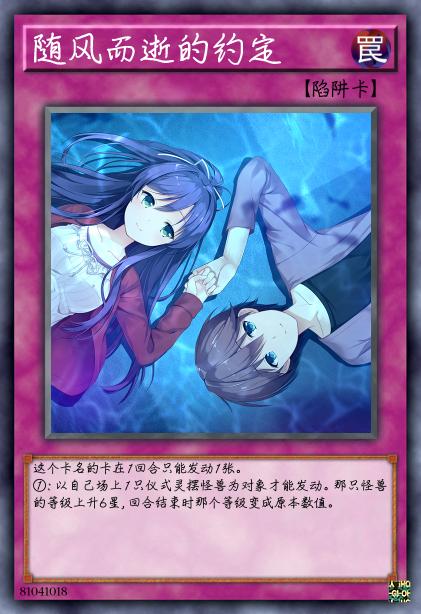 随风而逝的约定
罠
【陷阱卡】
这个卡名的卡在1回合只能发动1张。
①:以自己场上1只仪式灵摆怪兽为对象才能发动。那只怪兽
的等级上升6星,回合结束时那个等级变成原本数值。
81041018